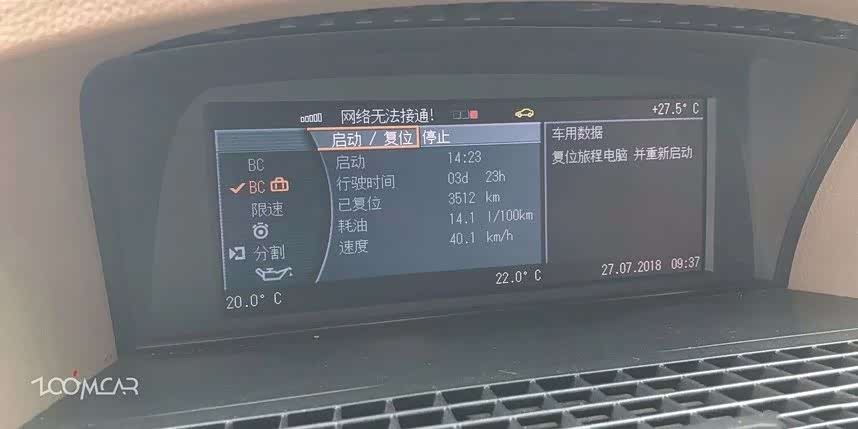 网络无法接通! +27.5° C
启动 / 复位 停止
BC
BC
限速
分割
启动 14:23
行驶时间 03d 23h
已复位 3512 km
耗油 14.1 l/100km
速度 40.1 km/h
车用数据
复位旅程电脑 并重新启动
20.0° C
22.0° C
27.07.2018 09:37
ZOOMCAR